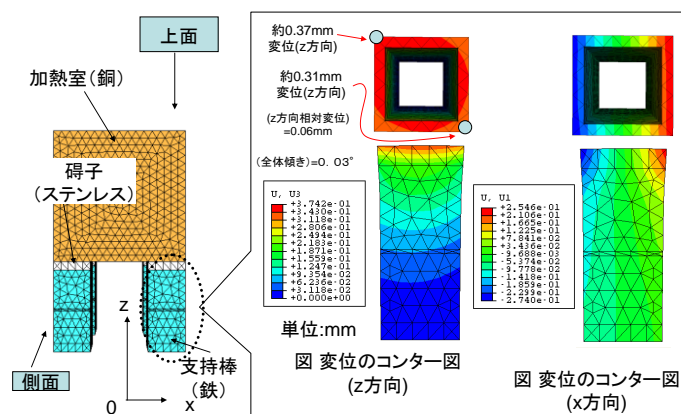 上面
加熱室（銅）
碍子
（ステンレス）
z
側面
0
x
支持棒
（鉄）
約0.37mm
変位(z方向)
約0.31mm
変位(z方向)
(z方向相対変位)
=0.06mm
(全体傾き)=0．03°
U, U3
+3.742e-01
+3.430e-01
+3.118e-01
+2.806e-01
+2.494e-01
+2.183e-01
+1.871e-01
+1.559e-01
+1.247e-01
+9.354e-02
+6.236e-02
+3.118e-02
+0.000e+00
単位:mm
図 変位のコンター図
(z方向)
U, U1
+2.546e-01
+2.106e-01
+1.665e-01
+1.225e-01
+7.841e-02
+3.436e-02
-9.688e-03
-5.374e-02
-9.778e-02
-1.418e-01
-1.859e-01
-2.299e-01
-2.740e-01
図 変位のコンター図
(x方向)